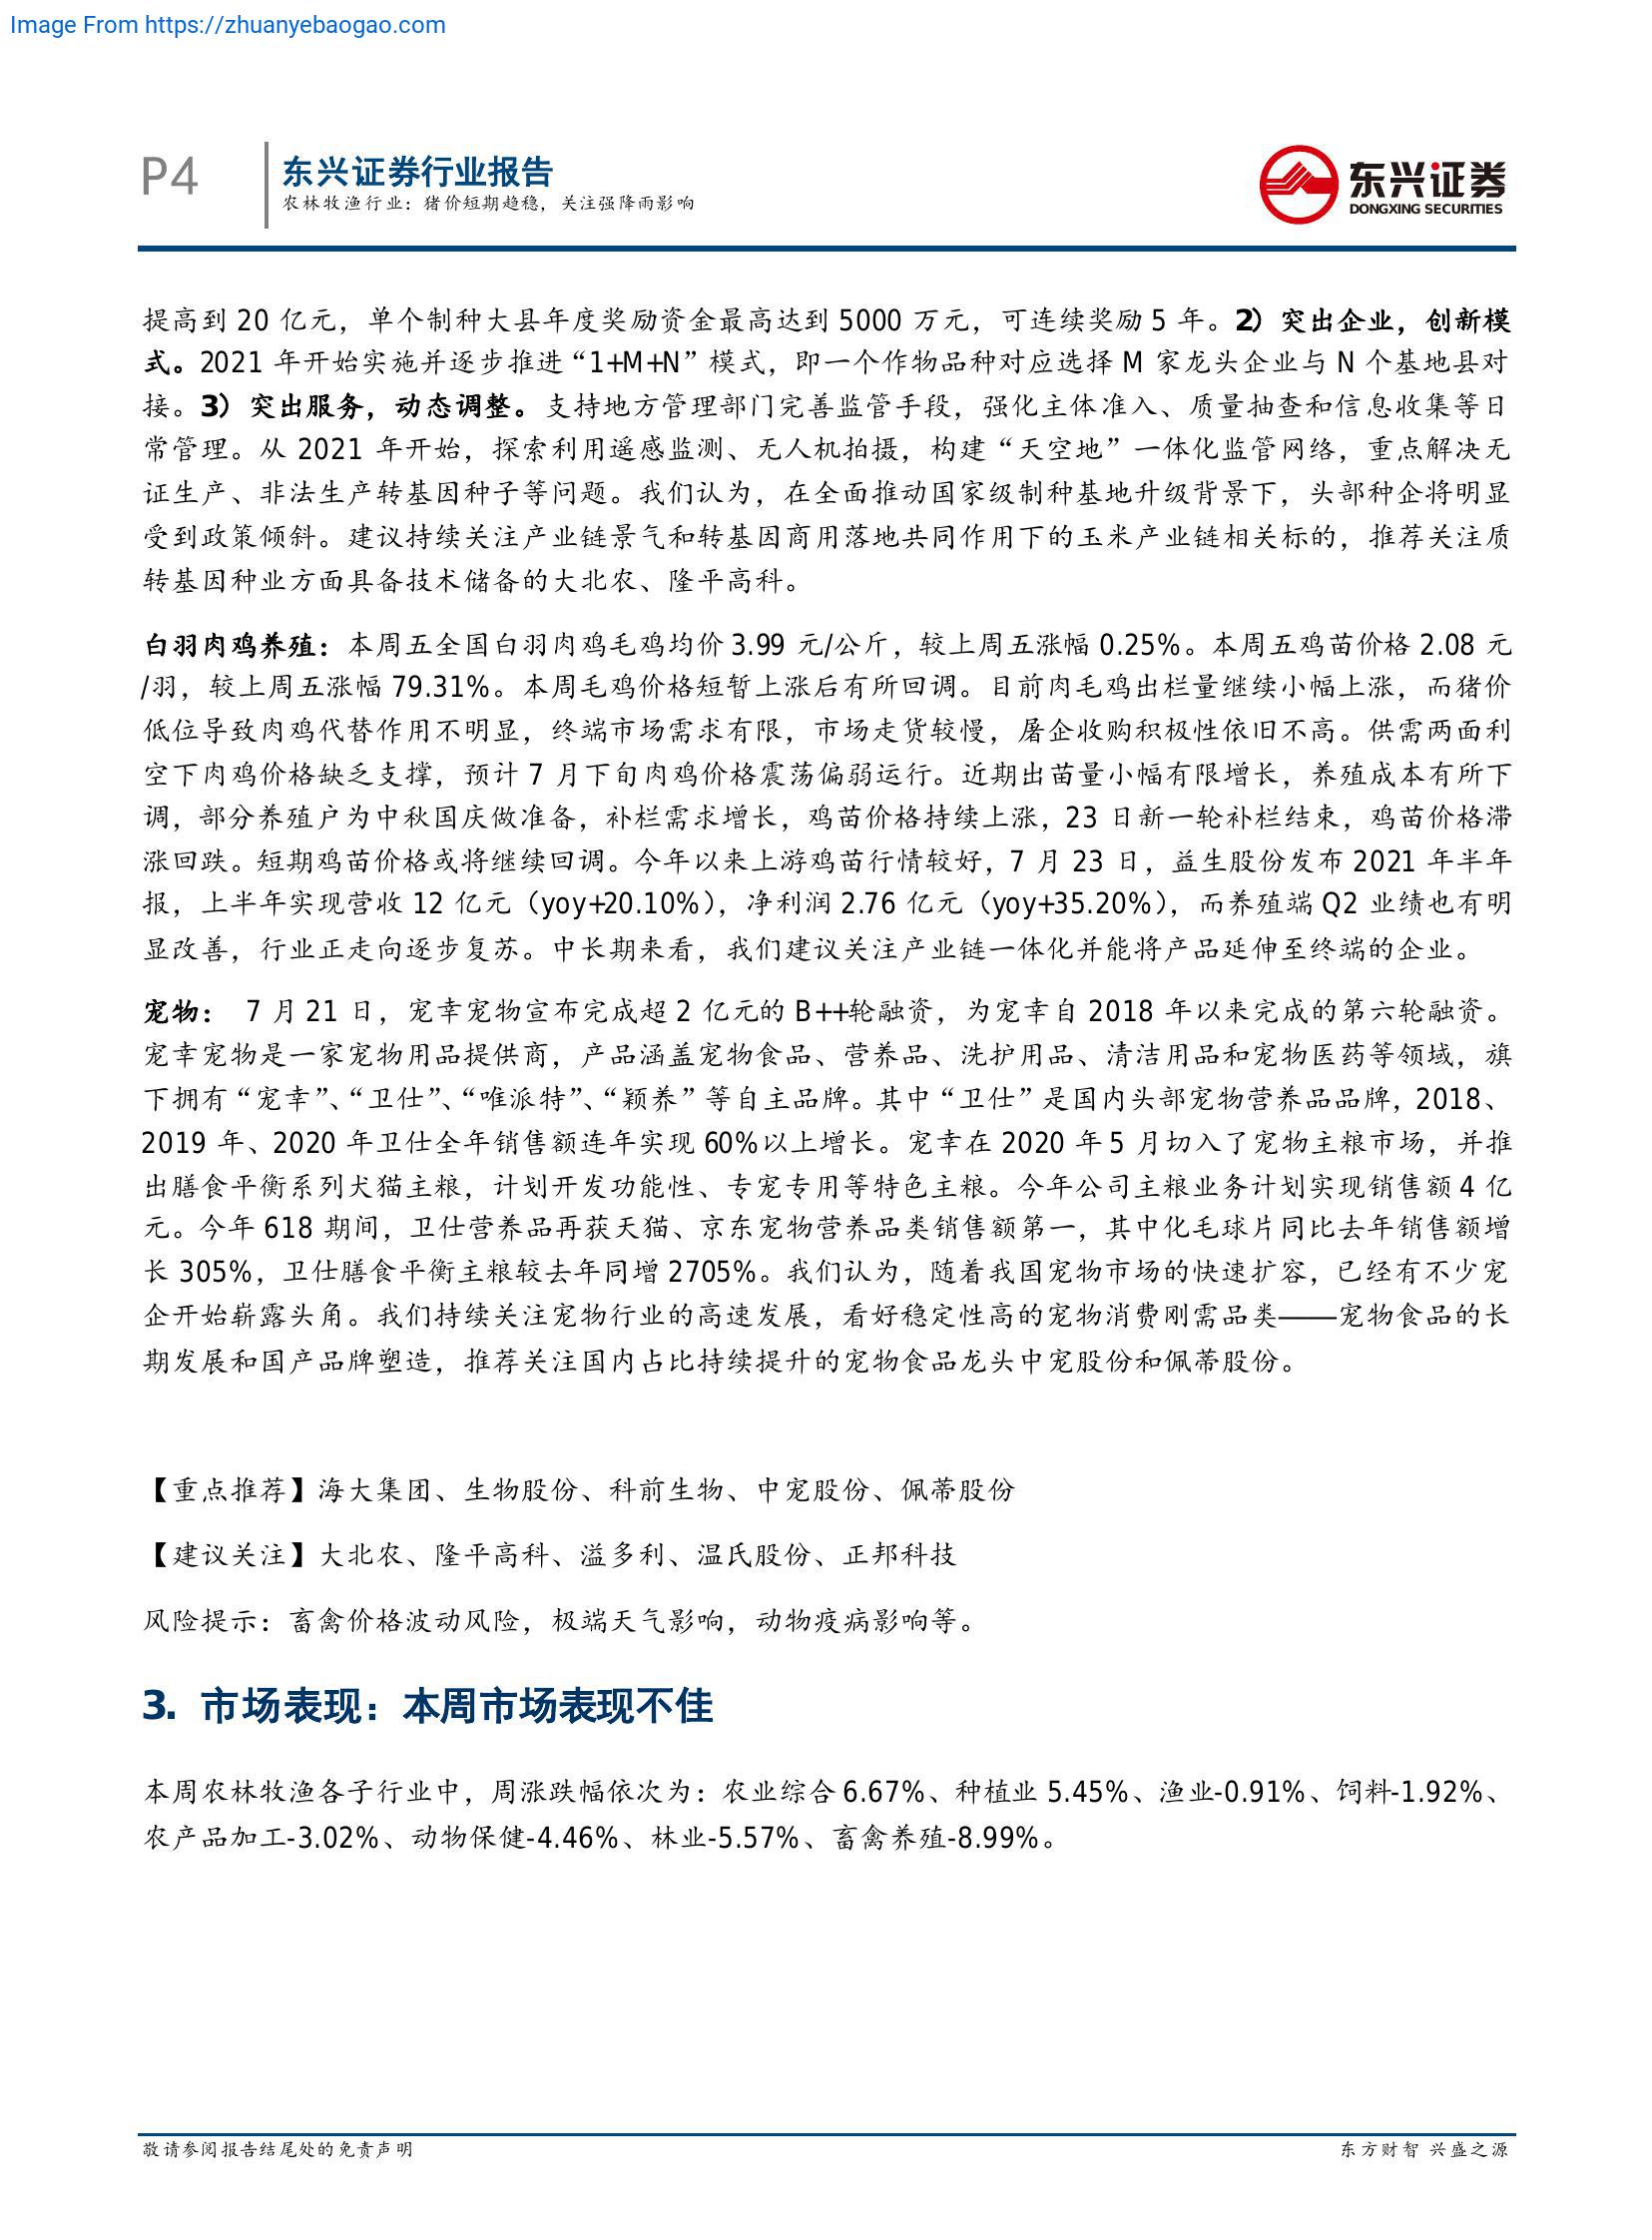 Image From https://zhuanyebaogao.com
P4
东兴证券行业报告
农林牧渔行业：猪价短期趋稳，关注强降雨影响
东兴证券
DONGXING SECURITIES
提高到 20 亿元，单个制种大县年度奖励资金最高达到 5000 万元，可连续奖励 5 年。2）突出企业，创新模
式。2021 年开始实施并逐步推进“1+M+N”模式，即一个作物品种对应选择 M 家龙头企业与 N 个基地县对
接。3）突出服务，动态调整。支持地方管理部门完善监管手段，强化主体准入、质量抽查和信息收集等日
常管理。从 2021 年开始，探索利用遥感监测、无人机拍摄，构建“天空地”一体化监管网络，重点解决无
证生产、非法生产转基因种子等问题。我们认为，在全面推动国家级制种基地升级背景下，头部种企将明显
受到政策倾斜。建议持续关注产业链景气和转基因商用落地共同作用下的玉米产业链相关标的，推荐关注质
转基因种业方面具备技术储备的大北农、隆平高科。
白羽肉鸡养殖：本周五全国白羽肉鸡毛鸡均价 3.99 元/公斤，较上周五涨幅 0.25%。本周五鸡苗价格 2.08 元
/羽，较上周五涨幅 79.31%。本周毛鸡价格短暂上涨后有所回调。目前肉毛鸡出栏量继续小幅上涨，而猪价
低位导致肉鸡代替作用不明显，终端市场需求有限，市场走货较慢，屠企收购积极性依旧不高。供需两面利
空下肉鸡价格缺乏支撑，预计 7 月下旬肉鸡价格震荡偏弱运行。近期出苗量小幅有限增长，养殖成本有所下
调，部分养殖户为中秋国庆做准备，补栏需求增长，鸡苗价格持续上涨，23 日新一轮补栏结束，鸡苗价格滞
涨回跌。短期鸡苗价格或将继续回调。今年以来上游鸡苗行情较好，7 月 23 日，益生股份发布 2021 年半年
报，上半年实现营收 12 亿元（yoy+20.10%），净利润 2.76 亿元（yoy+35.20%），而养殖端 Q2 业绩也有明
显改善，行业正走向逐步复苏。中长期来看，我们建议关注产业链一体化并能将产品延伸至终端的企业。
宠物： 7 月 21 日，宠幸宠物宣布完成超 2 亿元的 B++轮融资，为宠幸自 2018 年以来完成的第六轮融资。
宠幸宠物是一家宠物用品提供商，产品涵盖宠物食品、营养品、洗护用品、清洁用品和宠物医药等领域，旗
下拥有“宠幸”、“卫仕”、“唯派特”、“颖养”等自主品牌。其中“卫仕”是国内头部宠物营养品品牌，2018、
2019 年、2020 年卫仕全年销售额连年实现 60%以上增长。宠幸在 2020 年 5 月切入了宠物主粮市场，并推
出膳食平衡系列犬猫主粮，计划开发功能性、专宠专用等特色主粮。今年公司主粮业务计划实现销售额 4 亿
元。今年 618 期间，卫仕营养品再获天猫、京东宠物营养品类销售额第一，其中化毛球片同比去年销售额增
长 305%，卫仕膳食平衡主粮较去年同增 2705%。我们认为，随着我国宠物市场的快速扩容，已经有不少宠
企开始崭露头角。我们持续关注宠物行业的高速发展，看好稳定性高的宠物消费刚需品类——宠物食品的长
期发展和国产品牌塑造，推荐关注国内占比持续提升的宠物食品龙头中宠股份和佩蒂股份。
【重点推荐】海大集团、生物股份、科前生物、中宠股份、佩蒂股份
【建议关注】大北农、隆平高科、溢多利、温氏股份、正邦科技
风险提示：畜禽价格波动风险，极端天气影响，动物疫病影响等。
3. 市场表现：本周市场表现不佳
本周农林牧渔各子行业中，周涨跌幅依次为：农业综合 6.67%、种植业 5.45%、渔业-0.91%、饲料-1.92%、
农产品加工-3.02%、动物保健-4.46%、林业-5.57%、畜禽养殖-8.99%。
敬请参阅报告结尾处的免责声明
东方财智 兴盛之源